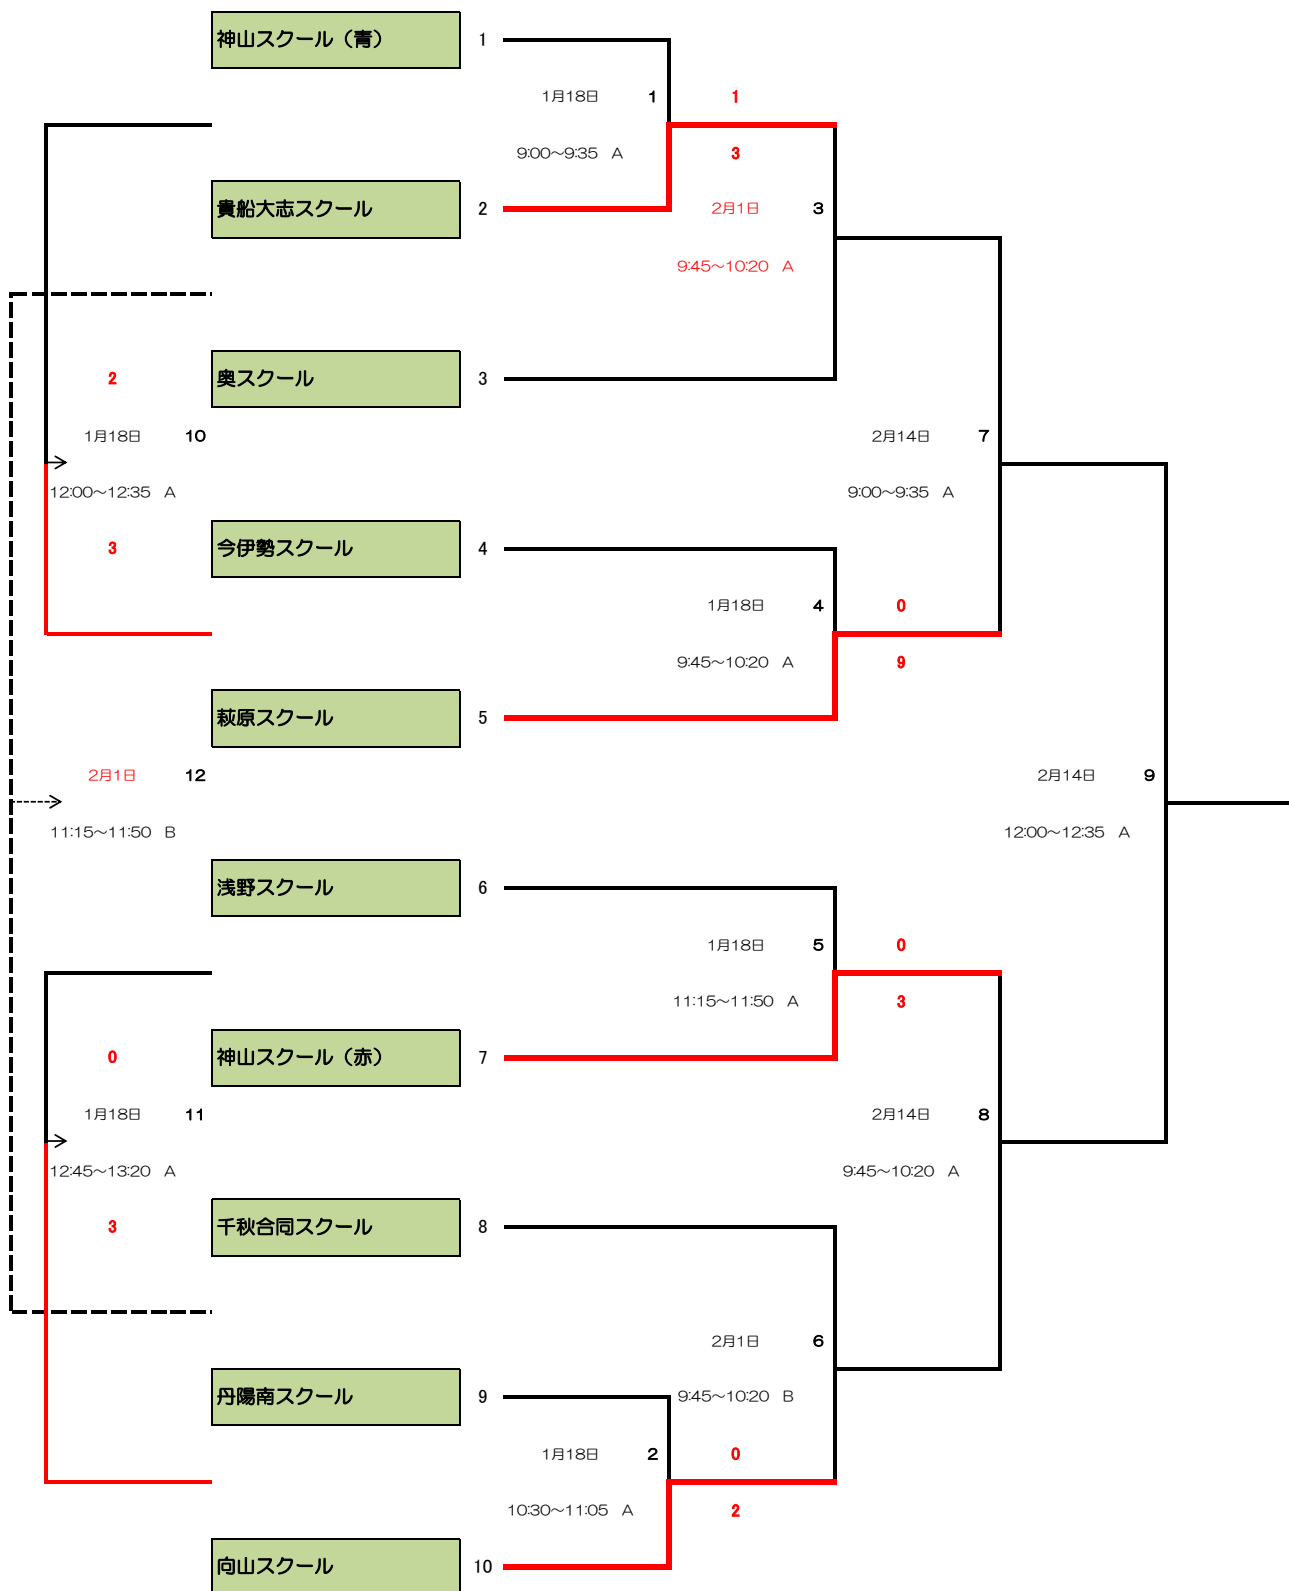 神山スクール（青） 1
1月18日 1 1
9:00～9:35 A 3
貴船大志スクール 2 2月1日 3
9:45～10:20 A
2 奥スクール 3
1月18日 10 2月14日 7
12:00～12:35 A 9:00～9:35 A
3 今伊勢スクール 4
1月18日 4 0
9:45～10:20 A 9
萩原スクール 5
2月1日 12 2月14日 9
11:15～11:50 B 12:00～12:35 A
浅野スクール 6
1月18日 5 0
11:15～11:50 A 3
0 神山スクール（赤） 7
1月18日 11 2月14日 8
12:45～13:20 A 9:45～10:20 A
3 千秋合同スクール 8
2月1日 6
丹陽南スクール 9 9:45～10:20 B
1月18日 2 0
10:30～11:05 A 2
向山スクール 10